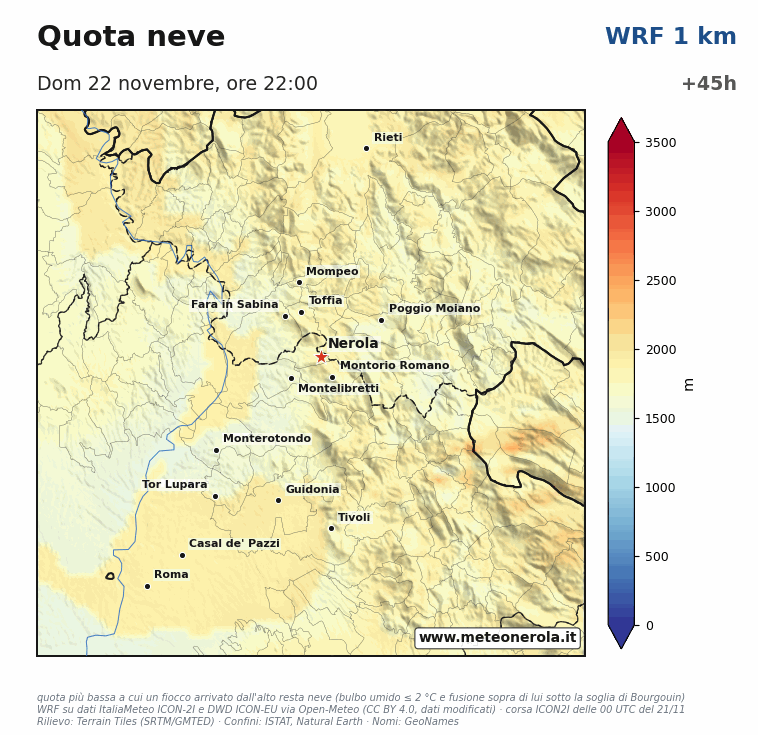 Quota neve
WRF 1 km
Dom 22 novembre, ore 22:00
+45h
Rieti
Mompeo
Toffia
Fara in Sabina
Poggio Moiano
Nerola
Montorio Romano
Montelibretti
Monterotondo
Tor Lupara
Guidonia
Tivoli
Casal de' Pazzi
Roma
www.meteonerola.it
3500
3000
2500
2000
1500
1000
500
0
m
quota più bassa a cui un fiocco arrivato dall'alto resta neve (bulbo umido ≤ 2 °C e fusione sopra di lui sotto la soglia di Bourgouin)
WRF su dati ItaliaMeteo ICON-2I e DWD ICON-EU via Open-Meteo (CC BY 4.0, dati modificati) · corsa ICON2I delle 00 UTC del 21/11
Rilievo: Terrain Tiles (SRTM/GMTED) · Confini: ISTAT, Natural Earth · Nomi: GeoNames